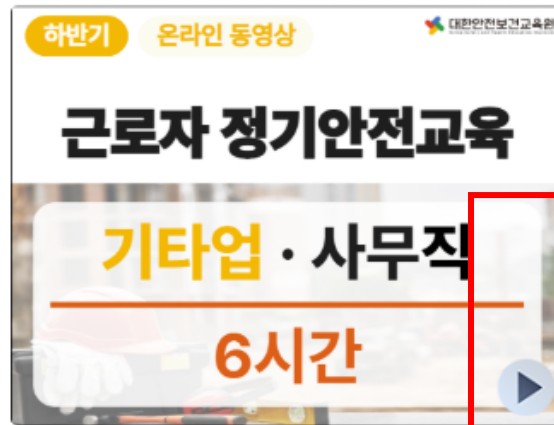 하반기 온라인 동영상 대한안전보건교육원
근로자 정기안전교육
기타업 · 사무직
6시간